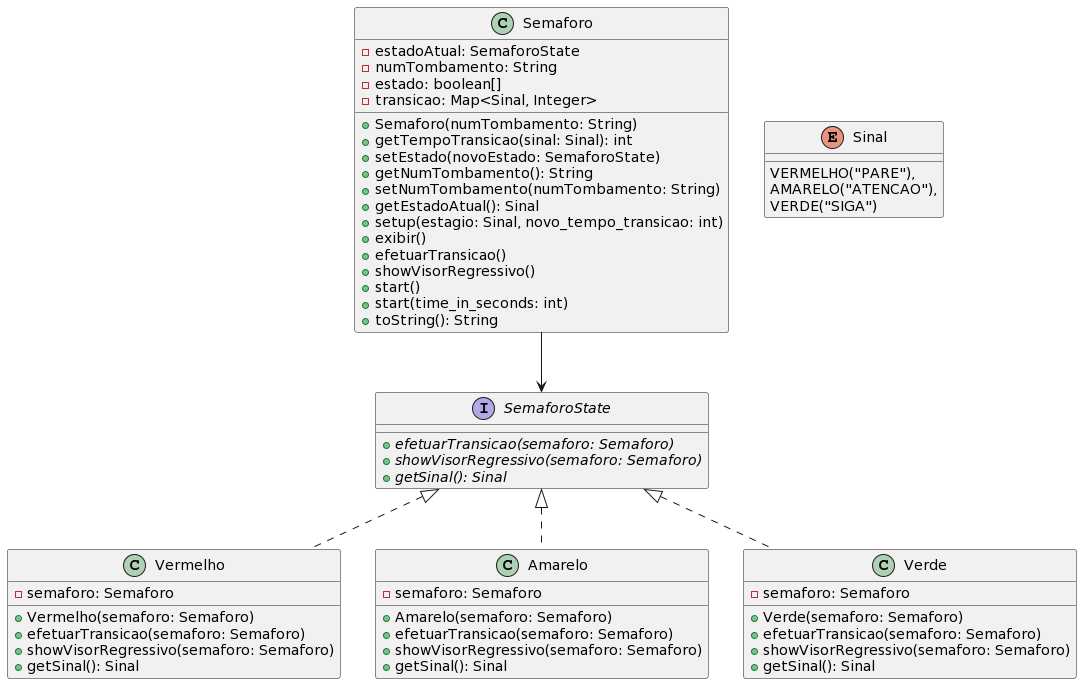 C Semaforo
estadoAtual: SemaforoState
numTombamento: String
estado: boolean[]
transicao: Map<Sinal, Integer>
Semaforo(numTombamento: String)
getTempoTransicao(sinal: Sinal): int
setEstado(novoEstado: SemaforoState)
getNumTombamento(): String
setNumTombamento(numTombamento: String)
getEstadoAtual(): Sinal
setup(estagio: Sinal, novo_tempo_transicao: int)
exibir()
efetuarTransicao()
showVisorRegressivo()
start()
start(time_in_seconds: int)
toString(): String
E Sinal
VERMELHO("PARE"),
AMARELO("ATENCAO"),
VERDE("SIGA")
I SemaforoState
efetuarTransicao(semaforo: Semaforo)
showVisorRegressivo(semaforo: Semaforo)
getSinal(): Sinal
C Vermelho
semaforo: Semaforo
Vermelho(semaforo: Semaforo)
efetuarTransicao(semaforo: Semaforo)
showVisorRegressivo(semaforo: Semaforo)
getSinal(): Sinal
C Amarelo
semaforo: Semaforo
Amarelo(semaforo: Semaforo)
efetuarTransicao(semaforo: Semaforo)
showVisorRegressivo(semaforo: Semaforo)
getSinal(): Sinal
C Verde
semaforo: Semaforo
Verde(semaforo: Semaforo)
efetuarTransicao(semaforo: Semaforo)
showVisorRegressivo(semaforo: Semaforo)
getSinal(): Sinal